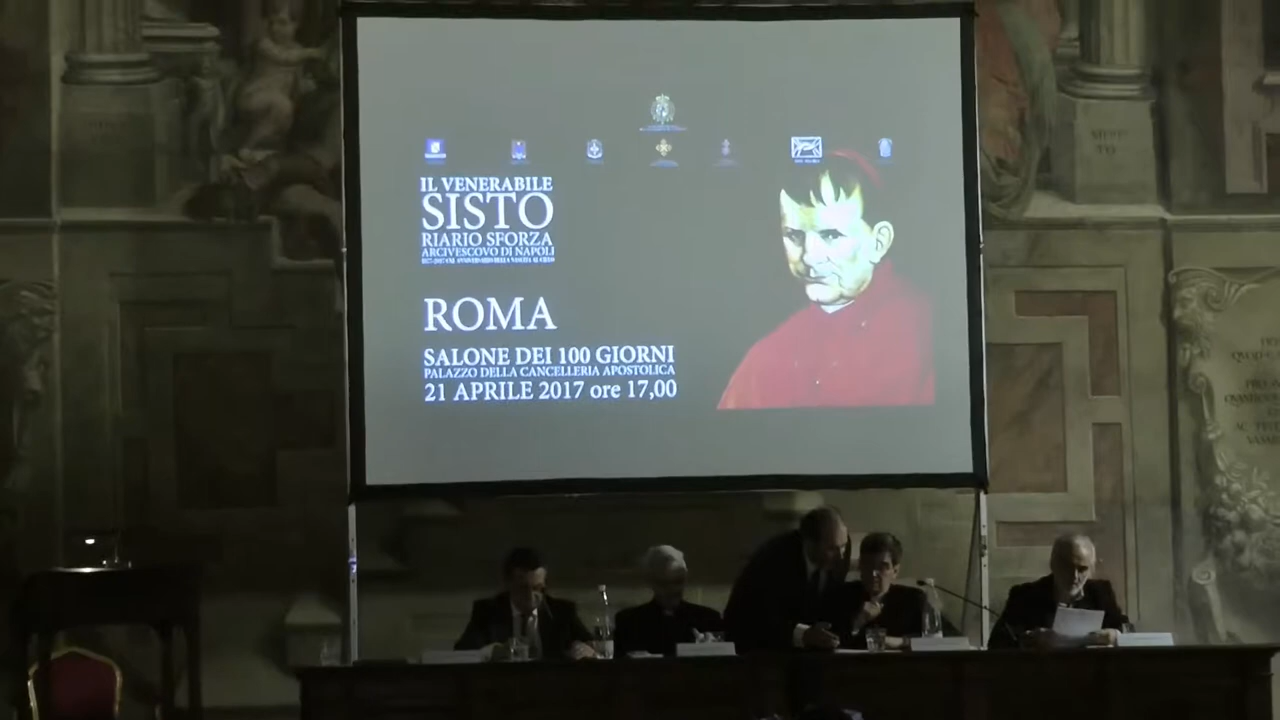 IL VENERABILE
SISTO
RIARIO SFORZA
ARCIVESCOVO DI NAPOLI
ROMA
SALONE DEI 100 GIORNI
PALAZZO DELLA CANCELLERIA APOSTOLICA
21 APRILE 2017 ore 17,00